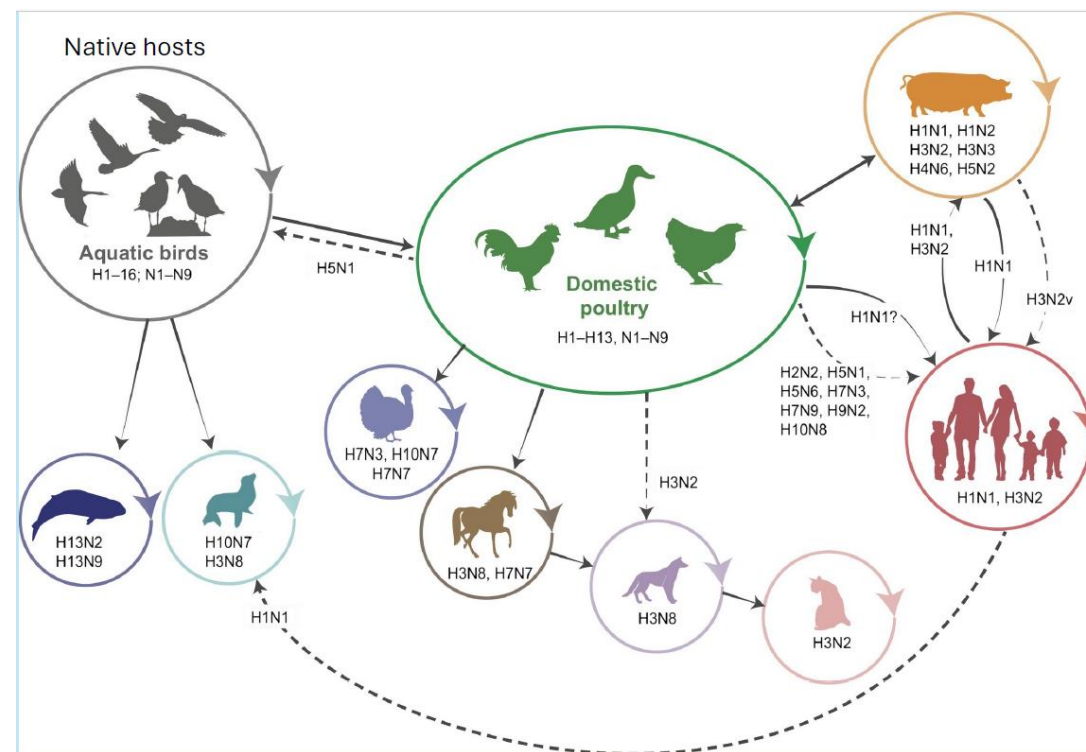 Native hosts
Aquatic birds
H1–16; N1–N9
H5N1
Domestic
poultry
H1–H13, N1–N9
H1N1, H1N2
H3N2, H3N3
H4N6, H5N2
H1N1,
H3N2
H1N1
H3N2v
H1N1?
H2N2, H5N1,
H5N6, H7N3,
H7N9, H9N2,
H10N8
H1N1, H3N2
H7N3, H10N7
H7N7
H3N2
H3N8, H7N7
H13N2
H13N9
H10N7
H3N8
H3N8
H3N2
H1N1